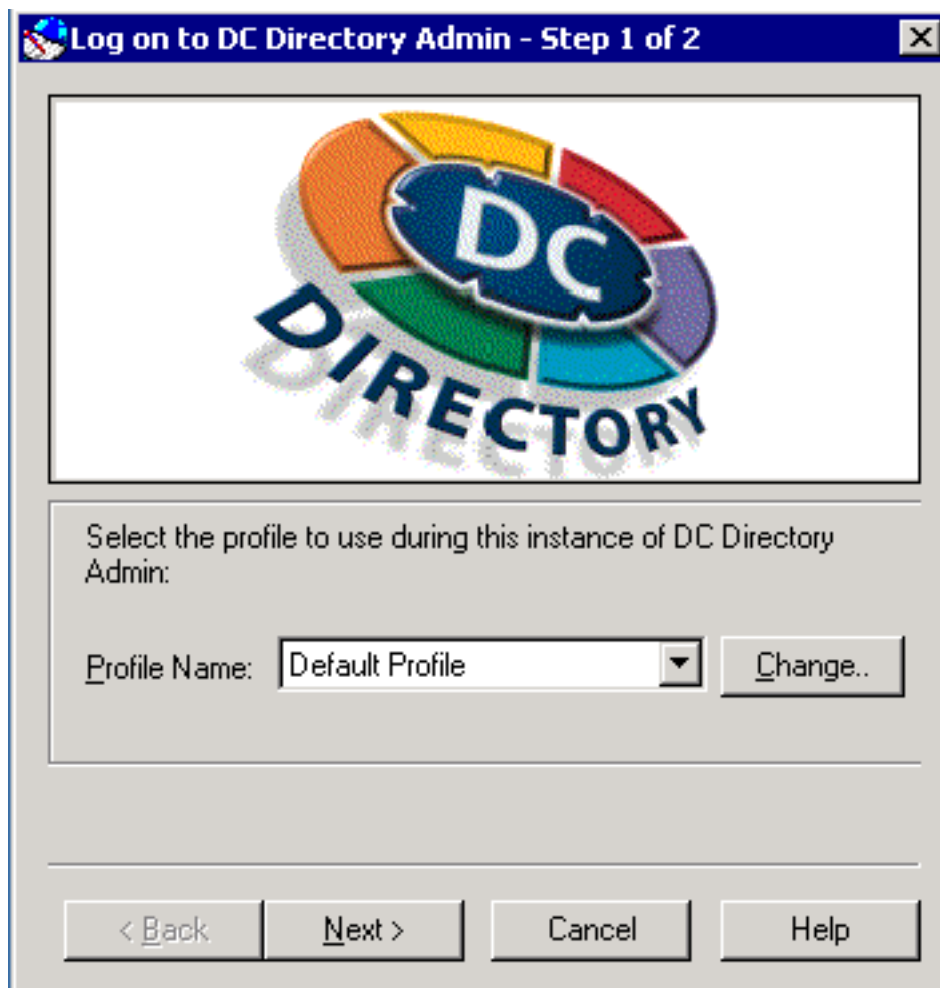 Log on to DC Directory Admin - Step 1 of 2
DC
DIRECTORY
Select the profile to use during this instance of DC Directory
Admin:
Profile Name: Default Profile Change..
< Back Next > Cancel Help